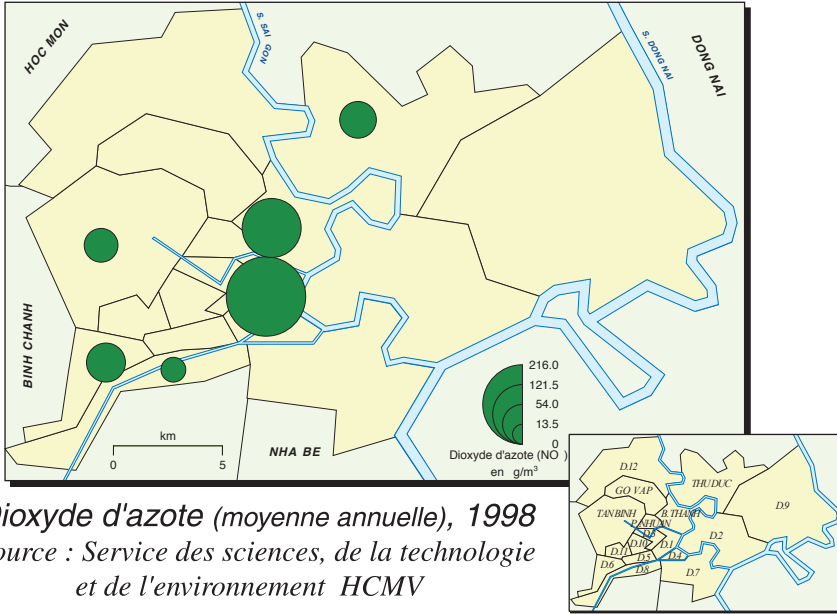 HOC MON
S. SAI
GON
S. DONG NAI
DONG NAI
BINH CHANH
km
0 5
NHA BE
216.0
121.5
54.0
13.5
0
Dioxyde d'azote (NO )
en g/m³
D.12
GO VAP
THU DUC
TAN BINH
B. THANH
P. NHUAN
D.9
D.3
D.10
D.1
D.2
D.11
D.5
D.4
D.6
D.8
D.7
ioxyde d'azote (moyenne annuelle), 1998
ource : Service des sciences, de la technologie
et de l'environnement HCMV